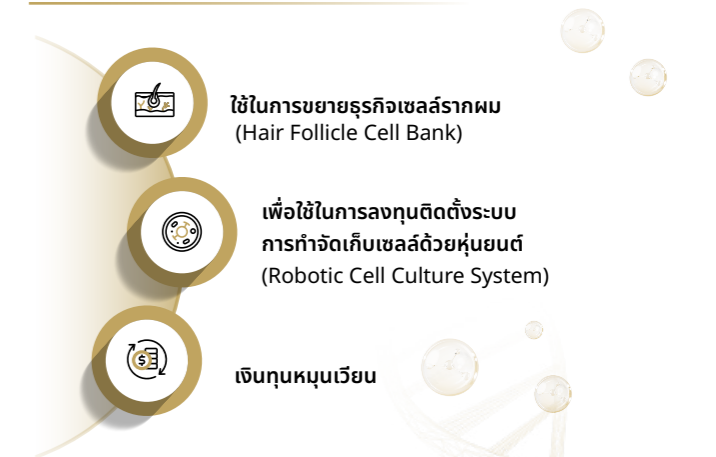 ใช้ในการขยายธุรกิจเซลล์รากผม
(Hair Follicle Cell Bank)
เพื่อใช้ในการลงทุนติดตั้งระบบ
การทำจัดเก็บเซลล์ด้วยหุ่นยนต์
(Robotic Cell Culture System)
เงินทุนหมุนเวียน